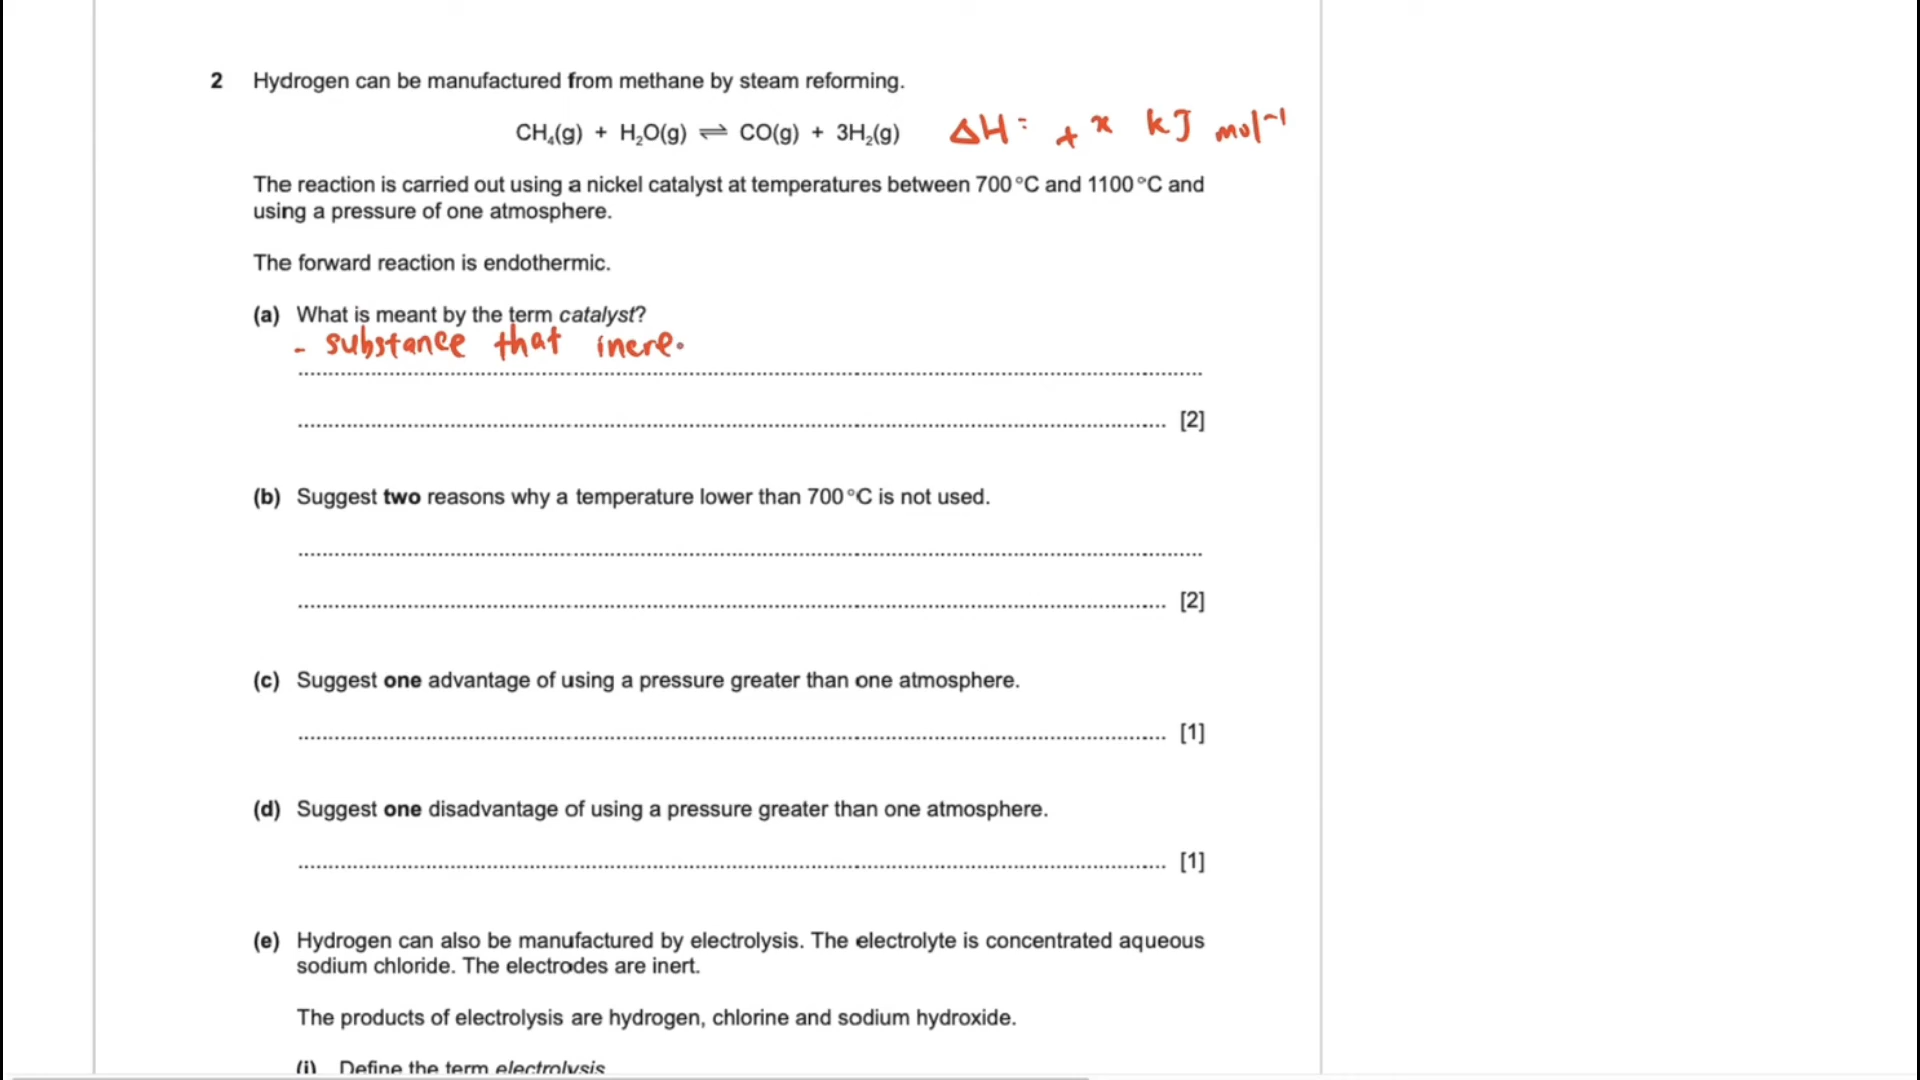 2 Hydrogen can be manufactured from methane by steam reforming.
CH₄(g) + H₂O(g) ⇌ CO(g) + 3H₂(g) ΔH = + x kJ mol⁻¹
The reaction is carried out using a nickel catalyst at temperatures between 700 °C and 1100 °C and
using a pressure of one atmosphere.
The forward reaction is endothermic.
(a) What is meant by the term catalyst?
- substance that incre
[2]
(b) Suggest two reasons why a temperature lower than 700 °C is not used.
[2]
(c) Suggest one advantage of using a pressure greater than one atmosphere.
[1]
(d) Suggest one disadvantage of using a pressure greater than one atmosphere.
[1]
(e) Hydrogen can also be manufactured by electrolysis. The electrolyte is concentrated aqueous
sodium chloride. The electrodes are inert.
The products of electrolysis are hydrogen, chlorine and sodium hydroxide.
(i) Define the term electrolysis